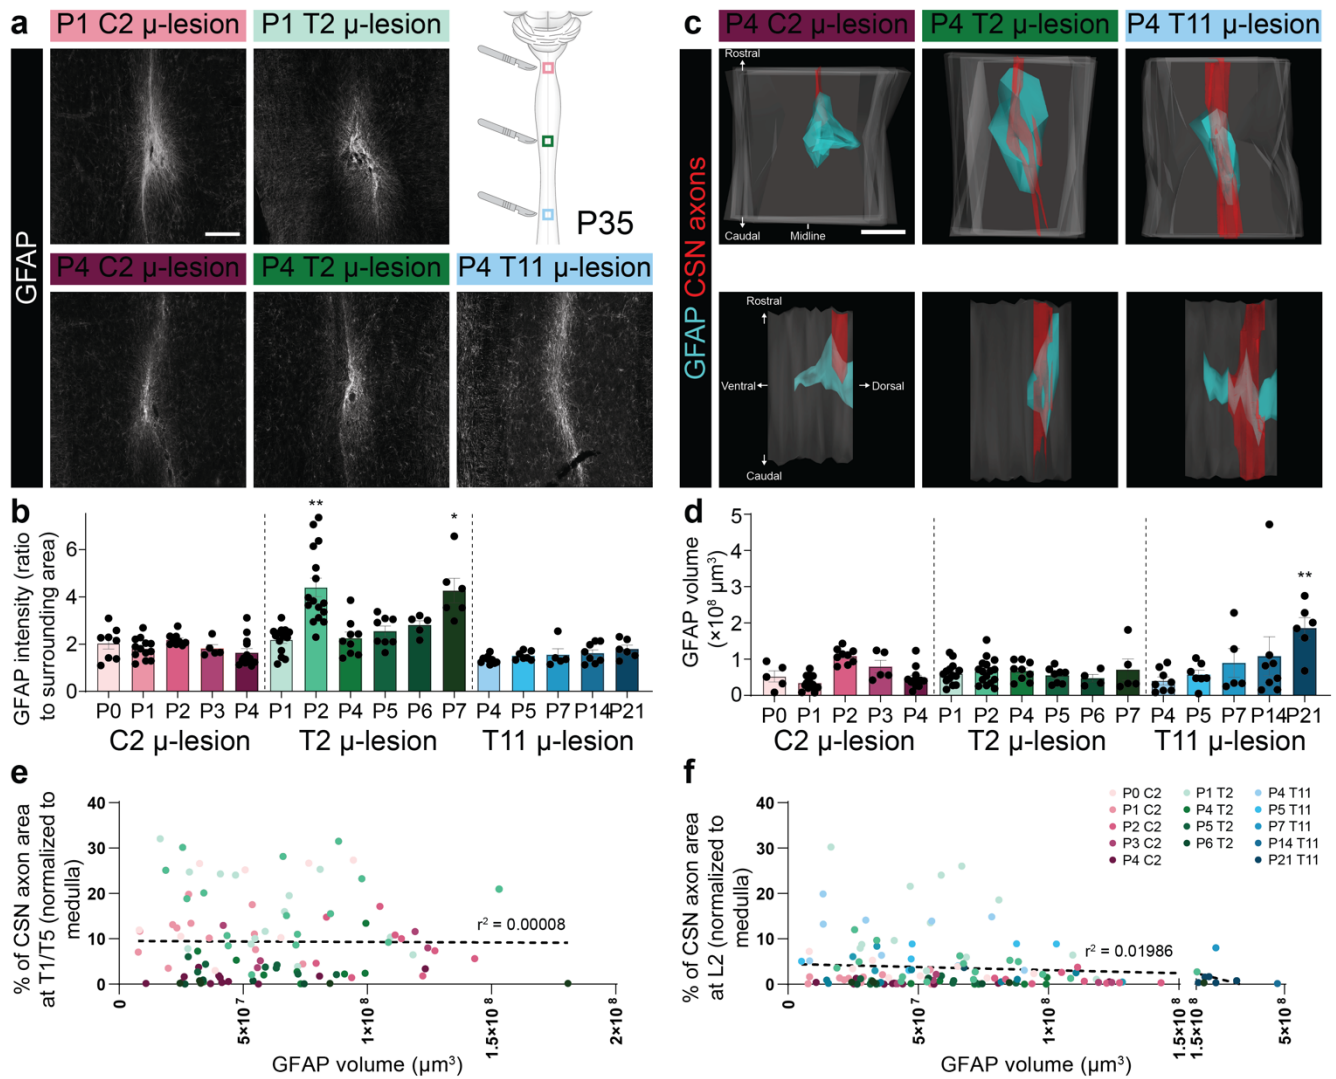 a
P1 C2 µ-lesion
P1 T2 µ-lesion
P35
GFAP
P4 C2 µ-lesion
P4 T2 µ-lesion
P4 T11 µ-lesion
c
P4 C2 µ-lesion
P4 T2 µ-lesion
P4 T11 µ-lesion
GFAP CSN axons
Rostral
Caudal
Midline
Rostral
Ventral
Dorsal
Caudal
b
GFAP intensity (ratio
to surrounding area)
6
4
2
0
**
*
P0 P1 P2 P3 P4 P1 P2 P4 P5 P6 P7 P4 P5 P7 P14 P21
C2 µ-lesion T2 µ-lesion T11 µ-lesion
d
GFAP volume
(×10⁸ µm³)
5
4
3
2
1
0
**
P0 P1 P2 P3 P4 P1 P2 P4 P5 P6 P7 P4 P5 P7 P14 P21
C2 µ-lesion T2 µ-lesion T11 µ-lesion
e
% of CSN axon area
at T1/T5 (normalized to
medulla)
40
30
20
10
0
r² = 0.00008
0 5×10⁷ 1×10⁸ 1.5×10⁸ 2×10⁸
GFAP volume (µm³)
f
% of CSN axon area
at L2 (normalized to
medulla)
40
30
20
10
0
P0 C2 P1 T2 P4 T11
P1 C2 P4 T2 P5 T11
P2 C2 P5 T2 P7 T11
P3 C2 P6 T2 P14 T11
P4 C2 P21 T11
r² = 0.01986
0 5×10⁷ 1×10⁸ 1.5×10⁸ 1.5×10⁸ 5×10⁸
GFAP volume (µm³)